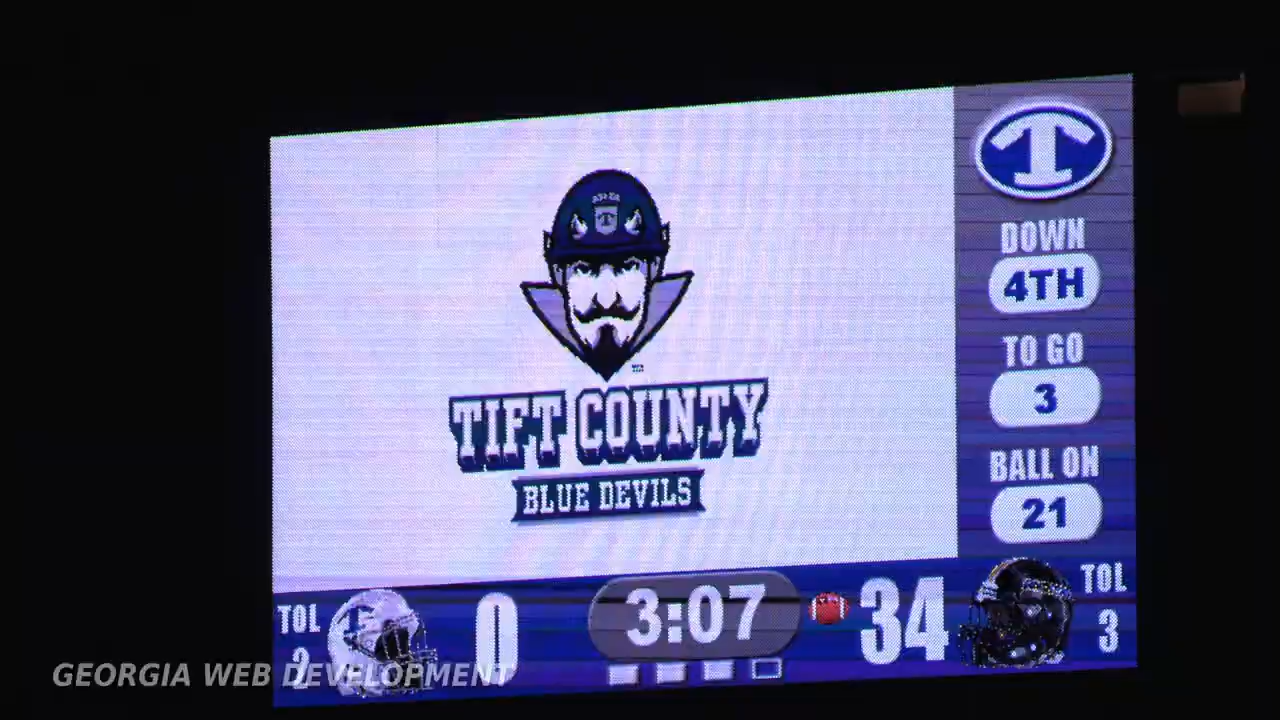 T
DOWN
4TH
TO GO
3
BALL ON
21
TIFT COUNTY
BLUE DEVILS
TOL
2
0
3:07
34
TOL
3
GEORGIA WEB DEVELOPMENT